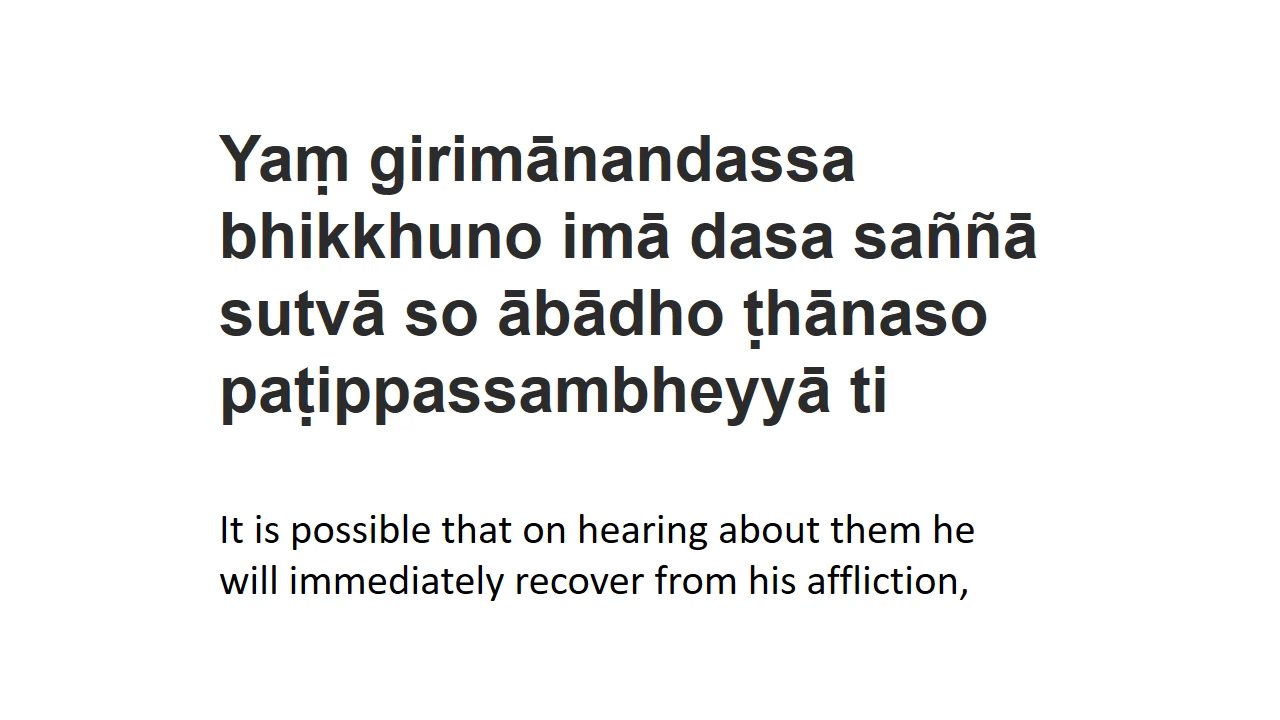 Yaṃ girimānandassa
bhikkhuno imā dasa saññā
sutvā so ābādho ṭhānaso
paṭippassambheyyā ti
It is possible that on hearing about them he
will immediately recover from his affliction,